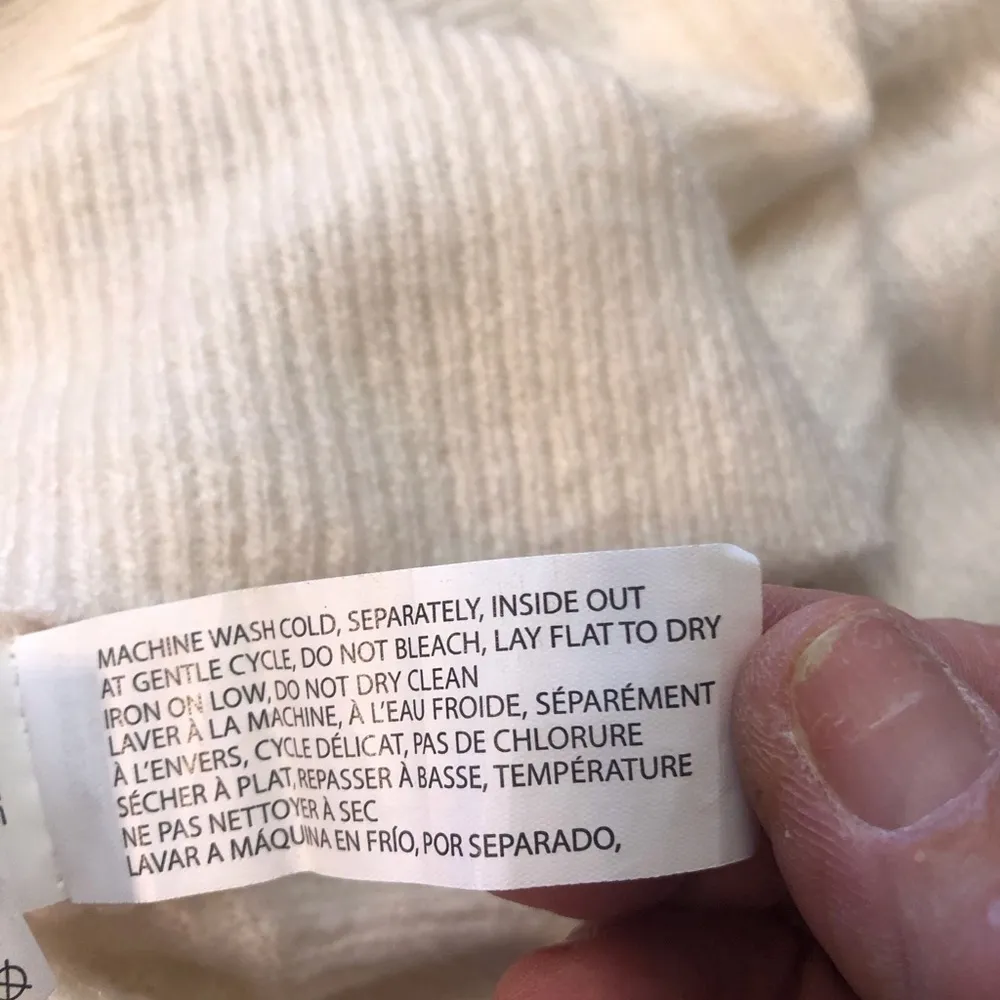 MACHINE WASH COLD, SEPARATELY, INSIDE OUT
AT GENTLE CYCLE, DO NOT BLEACH, LAY FLAT TO DRY
IRON ON LOW, DO NOT DRY CLEAN
LAVER À LA MACHINE, À L'EAU FROIDE, SÉPARÉMENT
À L'ENVERS, CYCLE DÉLICAT, PAS DE CHLORURE
SÉCHER À PLAT, REPASSER À BASSE, TEMPÉRATURE
NE PAS NETTOYER À SEC
LAVAR A MÁQUINA EN FRÍO, POR SEPARADO,